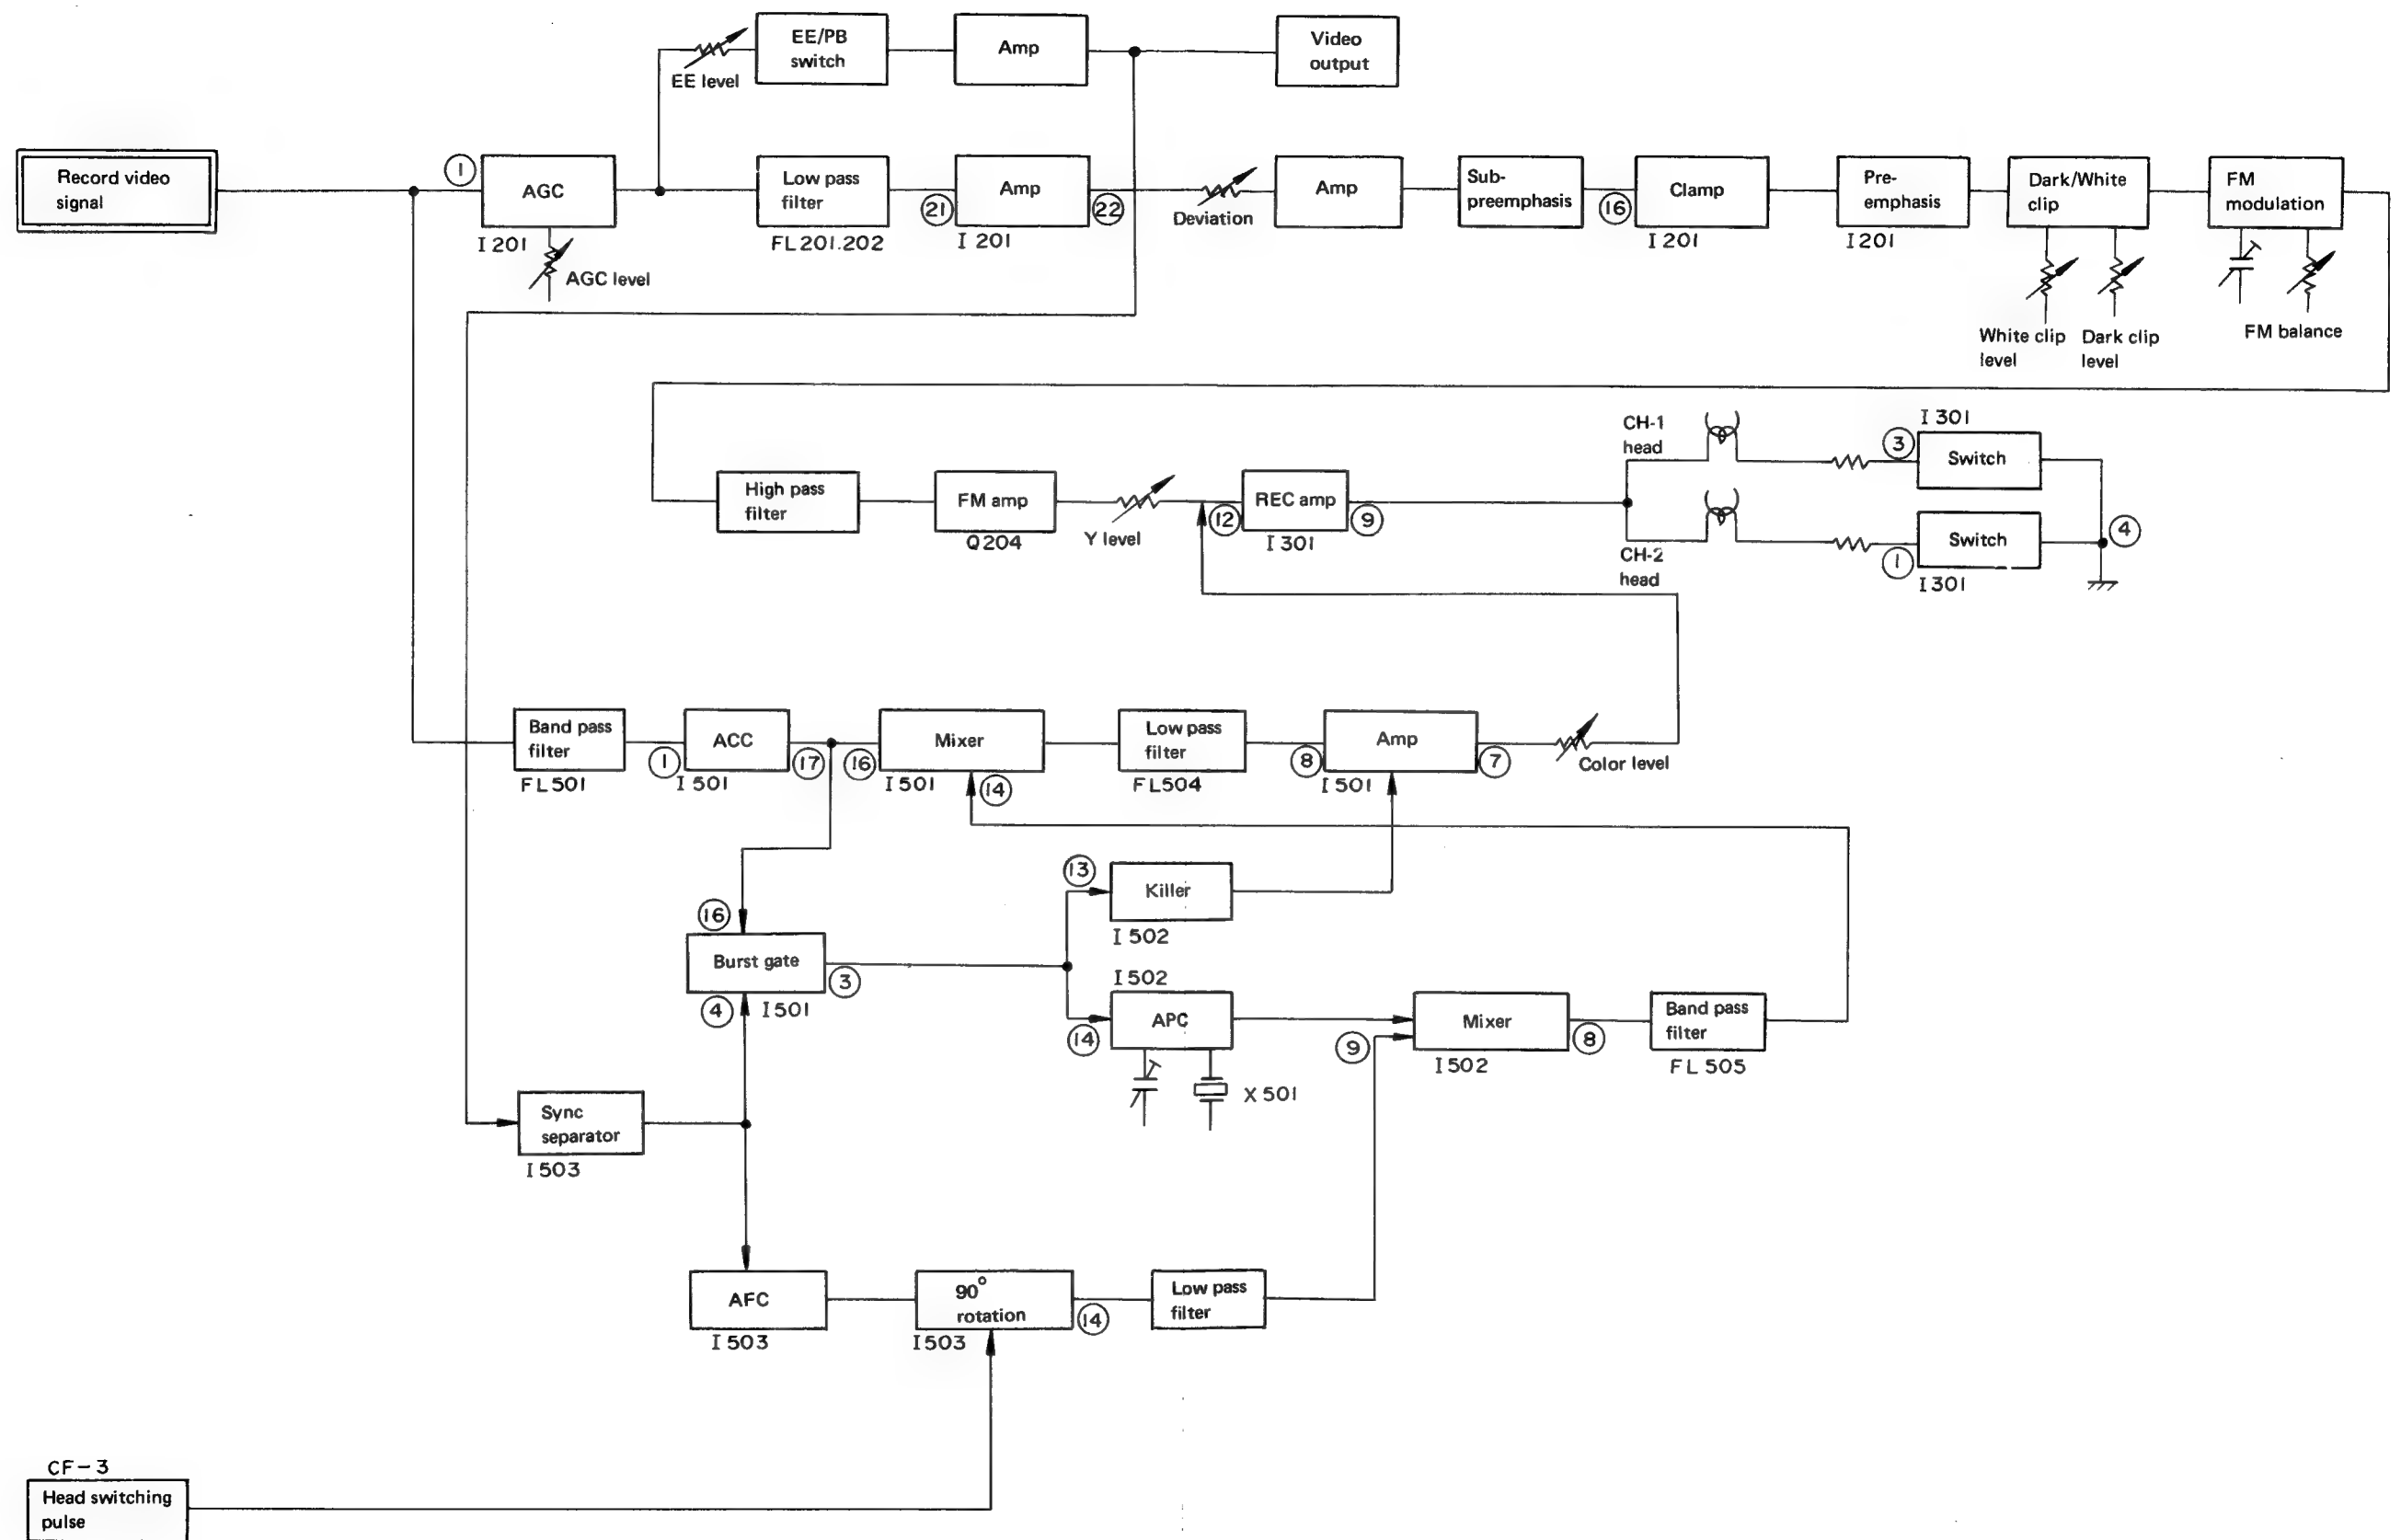 EE/PB
switch
Amp
Video
output
EE level
Record video
signal
①
AGC
I 201
AGC level
Low pass
filter
FL201.202
㉑
Amp
I 201
㉒
Deviation
Amp
Sub-
preemphasis
⑯
Clamp
I 201
Pre-
emphasis
I 201
Dark/White
clip
White clip
level
Dark clip
level
FM
modulation
FM balance
High pass
filter
FM amp
Q204
Y level
⑫
REC amp
I 301
⑨
CH-1
head
CH-2
head
I 301
③
Switch
①
Switch
I 301
④
Band pass
filter
FL501
①
ACC
I 501
⑰
⑯
Mixer
I 501
⑭
Low pass
filter
FL504
⑧
Amp
I 501
⑦
Color level
⑬
Killer
I 502
⑯
Burst gate
④
I 501
③
I 502
APC
⑭
X 501
⑨
Mixer
I 502
⑧
Band pass
filter
FL 505
Sync
separator
I 503
AFC
I 503
90°
rotation
I 503
⑭
Low pass
filter
CF-3
Head switching
pulse